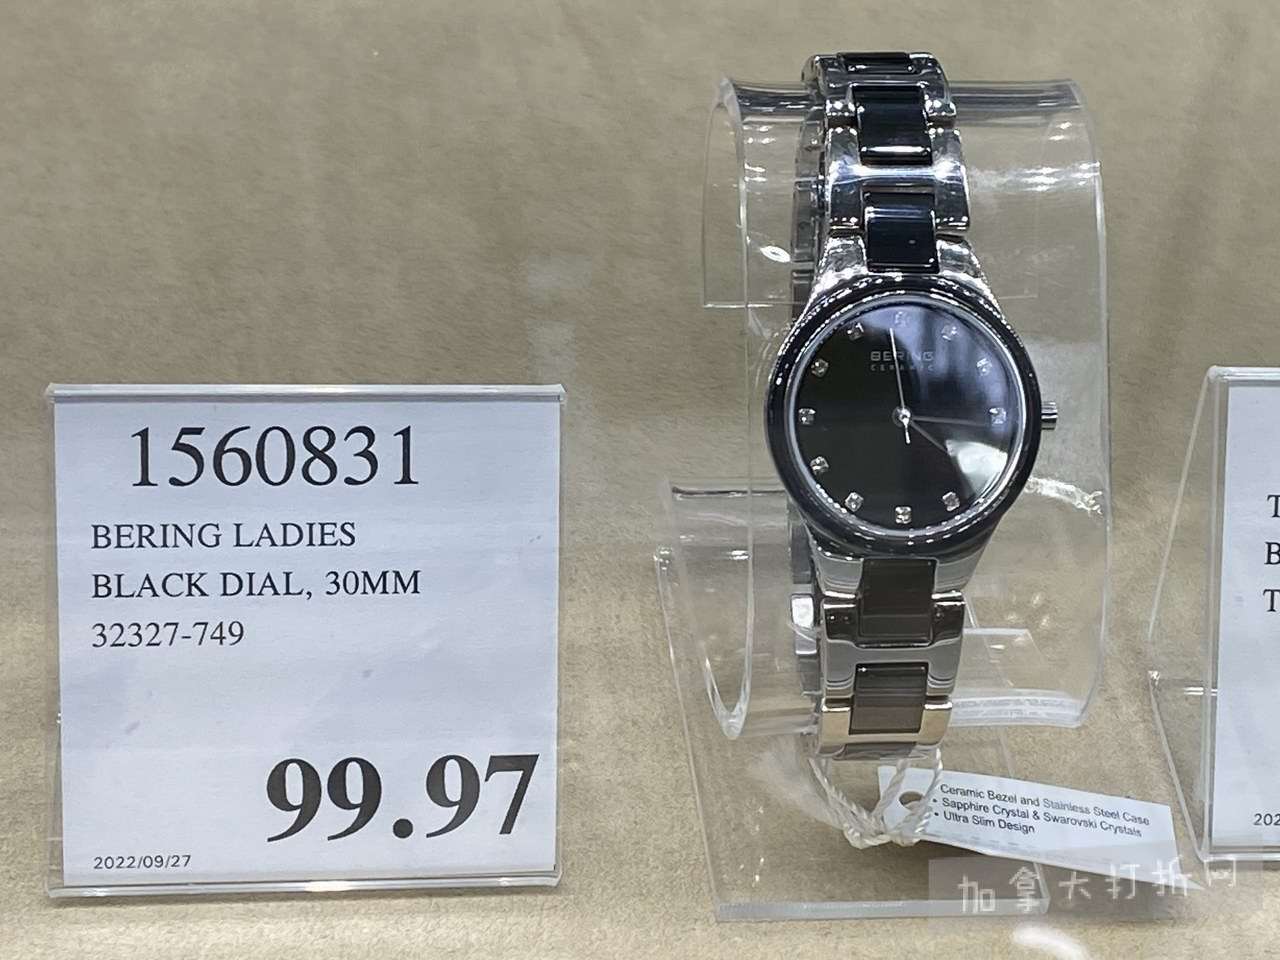 1560831
BERING LADIES
BLACK DIAL, 30MM
32327-749
99.97
2022/09/27
BERING
CERAMIC
Ceramic Bezel and Stainless Steel Case
• Sapphire Crystal & Swarovski Crystals
• Ultra Slim Design
加拿大打折网
T
B
T
202